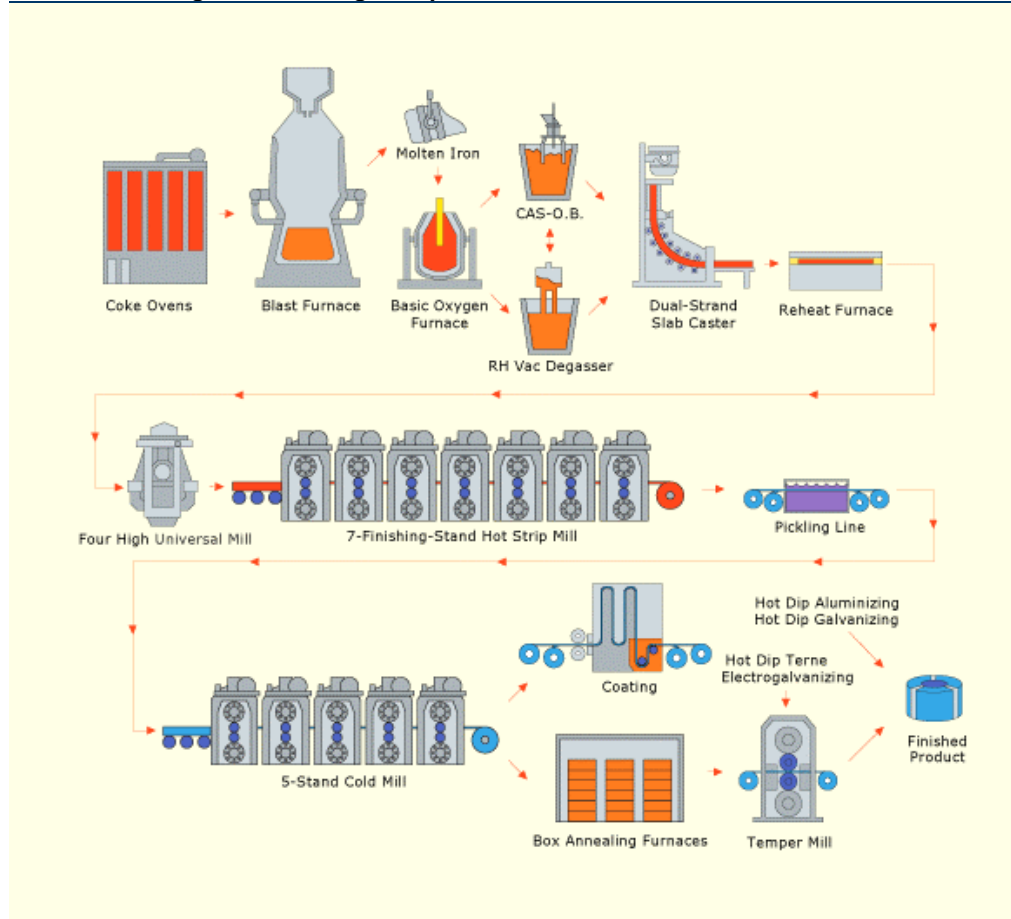 Molten Iron
CAS-O.B.
Coke Ovens
Blast Furnace
Basic Oxygen
Furnace
RH Vac Degasser
Dual-Strand
Slab Caster
Reheat Furnace
Four High Universal Mill
7-Finishing-Stand Hot Strip Mill
Pickling Line
5-Stand Cold Mill
Coating
Hot Dip Aluminizing
Hot Dip Galvanizing
Hot Dip Terne
Electrogalvanizing
Box Annealing Furnaces
Temper Mill
Finished
Product